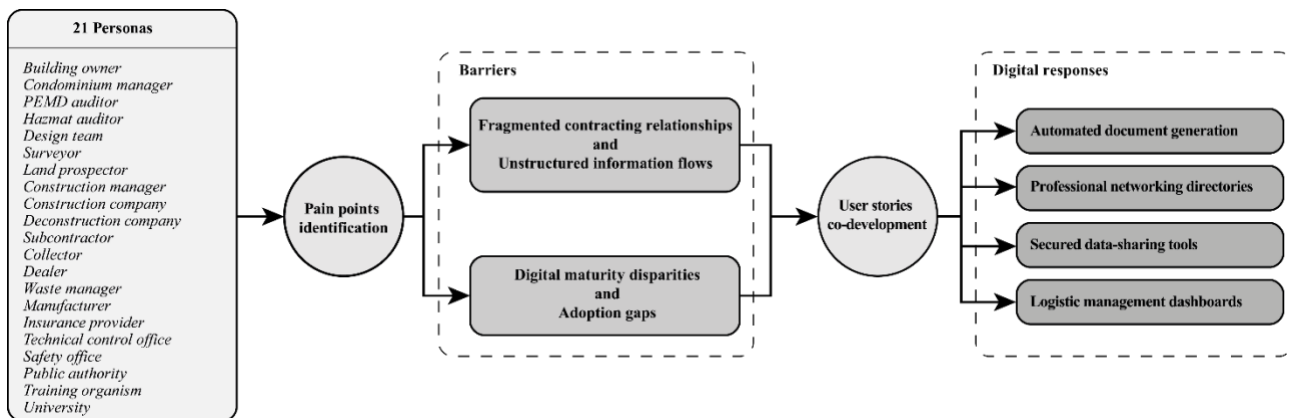 21 Personas
Building owner
Condominium manager
PEMD auditor
Hazmat auditor
Design team
Surveyor
Land prospector
Construction manager
Construction company
Deconstruction company
Subcontractor
Collector
Dealer
Waste manager
Manufacturer
Insurance provider
Technical control office
Safety office
Public authority
Training organism
University
Pain points
identification
Barriers
Fragmented contracting relationships
and
Unstructured information flows
Digital maturity disparities
and
Adoption gaps
User stories
co-development
Digital responses
Automated document generation
Professional networking directories
Secured data-sharing tools
Logistic management dashboards